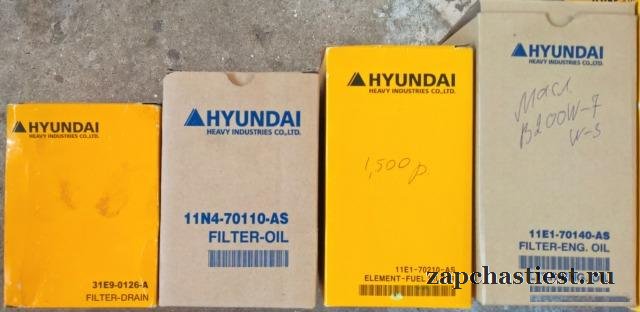 HYUNDAI
HEAVY INDUSTRIES CO.,LTD.
31E9-0126-A
FILTER-DRAIN
HYUNDAI
HEAVY INDUSTRIES CO.,LTD.
11N4-70110-AS
FILTER-OIL
HYUNDAI
HEAVY INDUSTRIES CO.,LTD.
1,500 р.
11E1-70210-AS
ELEMENT-FUEL
HYUNDAI
HEAVY INDUSTRIES CO.,LTD.
Масл
W-3
11E1-70140-AS
FILTER-ENG. OIL
zapchastiest.ru